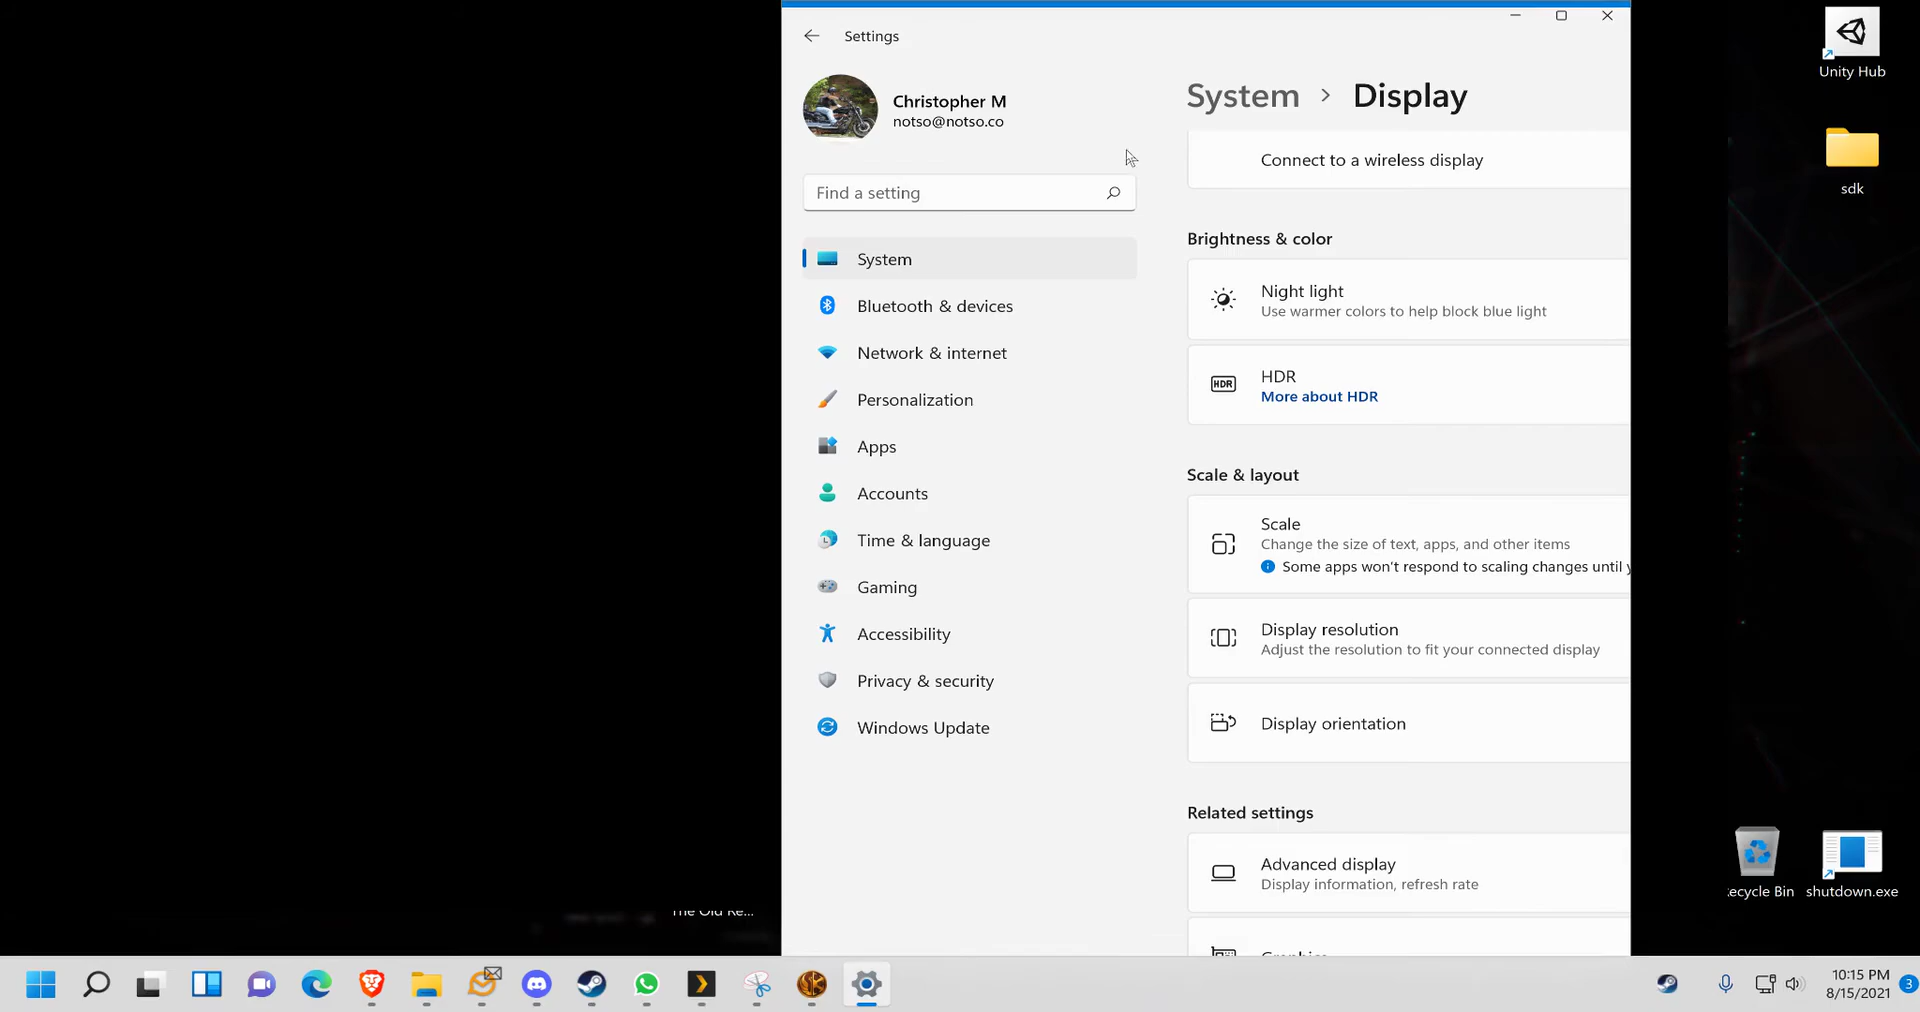 Settings
Christopher M
notso@notso.co
Find a setting
System
Bluetooth & devices
Network & internet
Personalization
Apps
Accounts
Time & language
Gaming
Accessibility
Privacy & security
Windows Update
System > Display
Connect to a wireless display
Brightness & color
Night light
Use warmer colors to help block blue light
HDR
HDR
More about HDR
Scale & layout
Scale
Change the size of text, apps, and other items
Some apps won't respond to scaling changes until
Display resolution
Adjust the resolution to fit your connected display
Display orientation
Related settings
Advanced display
Display information, refresh rate
Unity Hub
sdk
ecycle Bin
shutdown.exe
The Old Re...
10:15 PM
8/15/2021
3